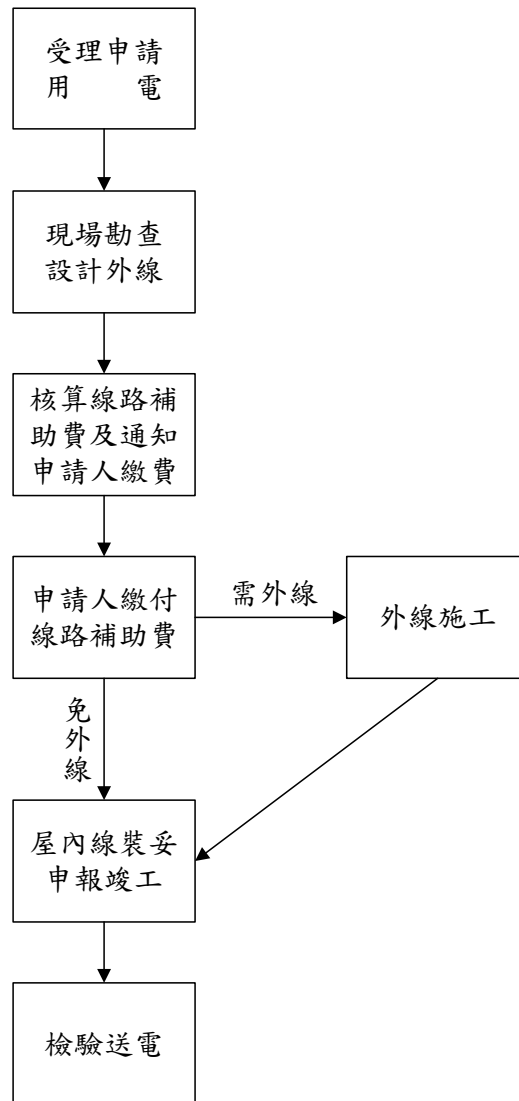 受理申請
用電
現場勘查
設計外線
核算線路補
助費及通知
申請人繳費
申請人繳付
線路補助費
需外線
外線施工
免外線
屋內線裝妥
申報竣工
檢驗送電